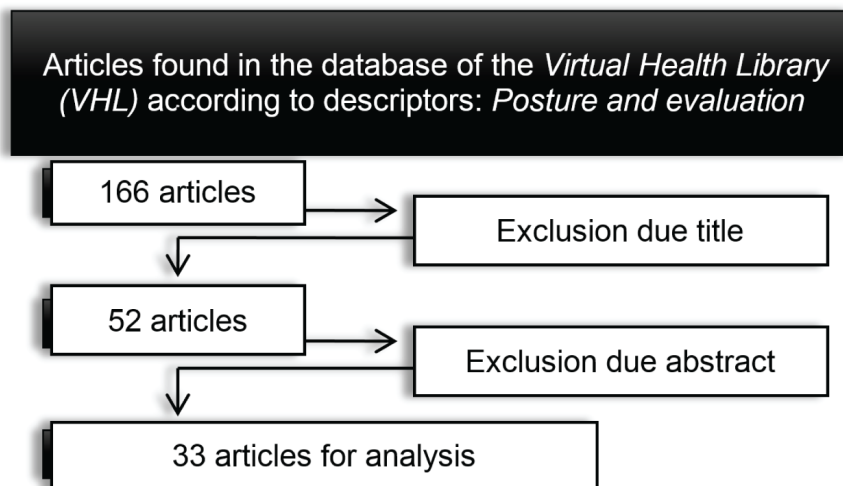 Articles found in the database of the Virtual Health Library
(VHL) according to descriptors: Posture and evaluation
166 articles
Exclusion due title
52 articles
Exclusion due abstract
33 articles for analysis